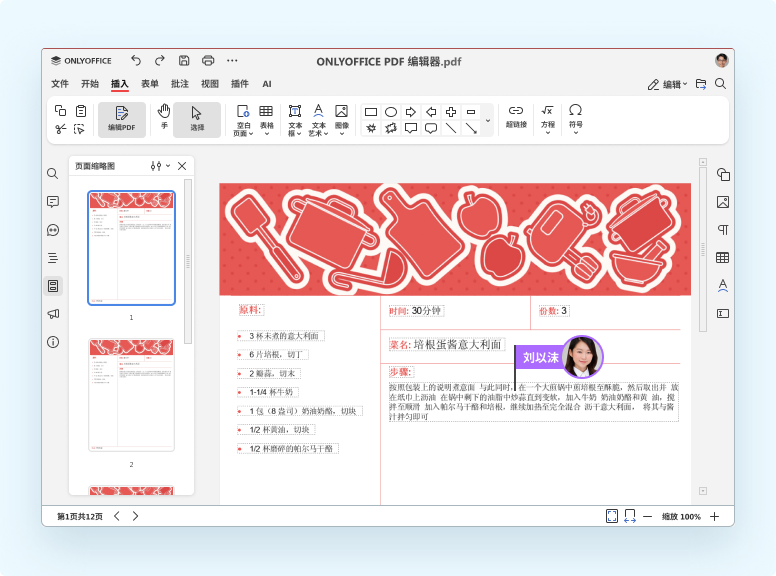 ONLYOFFICE
ONLYOFFICE PDF 编辑器.pdf
文件 开始 插入 表单 批注 视图 插件 AI
编辑
编辑PDF 手 选择 空白页面 表格 文本框 文本艺术 图像 超链接 方程 符号
页面缩略图
1
2
原料:
3 杯未煮的意大利面
6 片培根，切丁
2 瓣蒜，切末
1-1/4 杯牛奶
1 包（8 盎司）奶油奶酪，切块
1/2 杯黄油，切块
1/2 杯磨碎的帕尔马干酪
时间: 30分钟
份数: 3
菜名: 培根蛋酱意大利面
刘以沫
步骤:
按照包装上的说明煮意面 与此同时，在一个大煎锅中煎培根至酥脆，然后取出并 放
在纸巾上沥油 在锅中剩下的油脂中炒蒜直到变软，加入牛奶 奶油奶酪和黄 油，搅
拌至顺滑 加入帕尔马干酪和培根，继续加热至完全混合 沥干意大利面， 将其与酱
汁拌匀即可
第1页共12页
缩放 100%